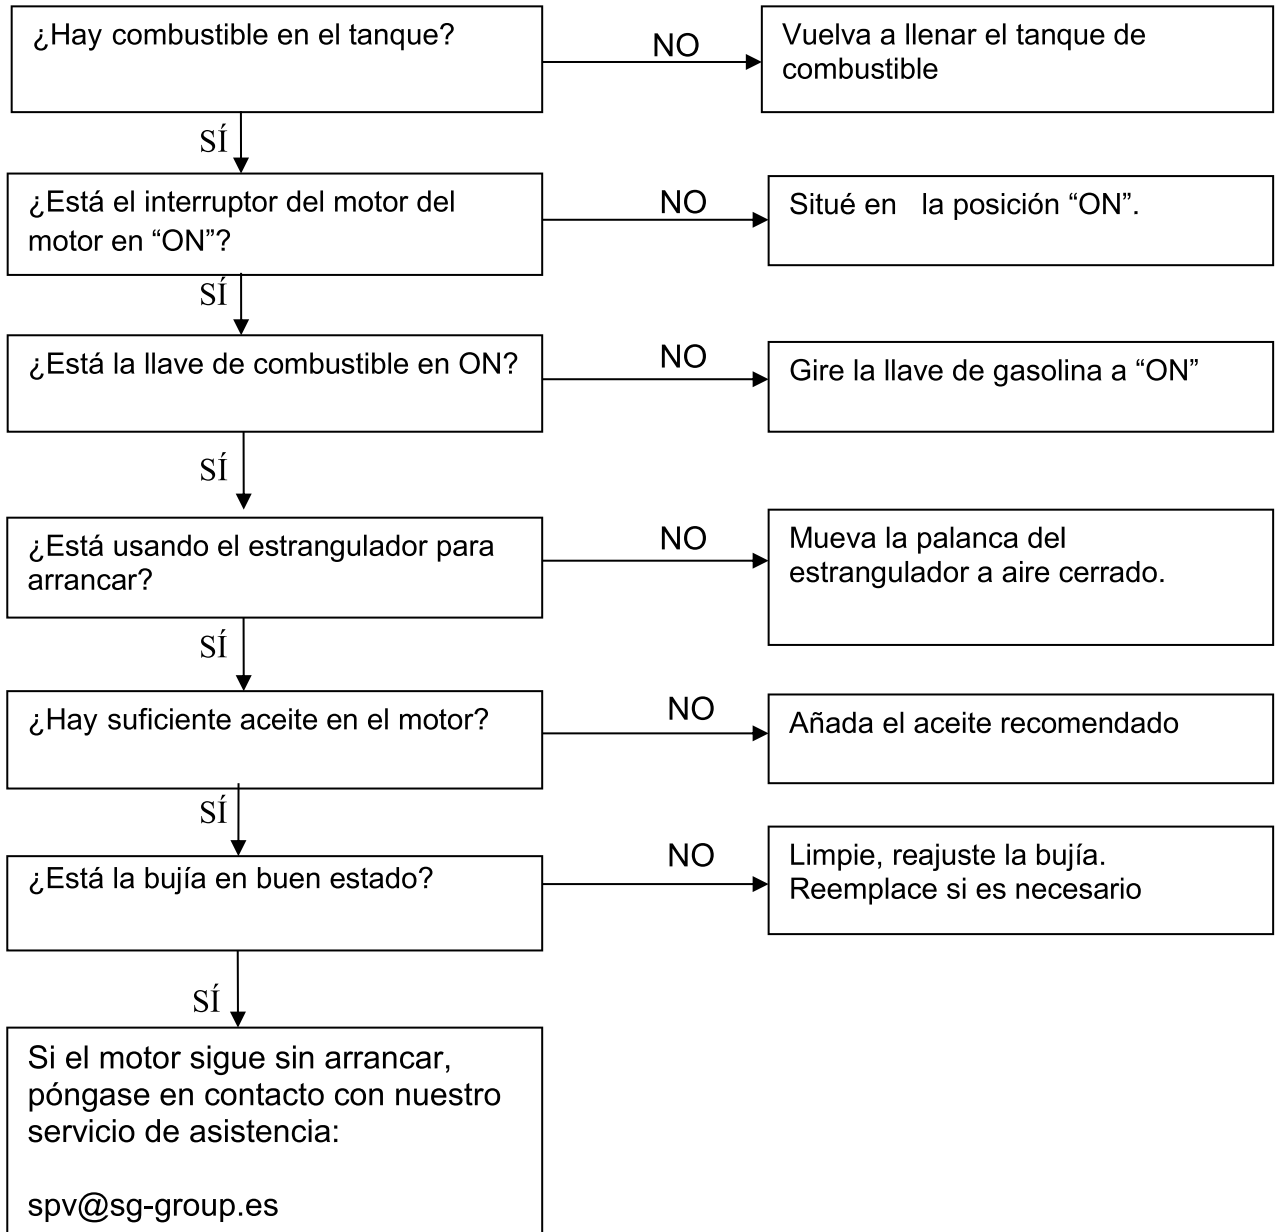 ¿Hay combustible en el tanque?
NO
Vuelva a llenar el tanque de
combustible
SÍ
¿Está el interruptor del motor del
motor en “ON”?
NO
Situé en la posición “ON”.
SÍ
¿Está la llave de combustible en ON?
NO
Gire la llave de gasolina a “ON”
SÍ
¿Está usando el estrangulador para
arrancar?
NO
Mueva la palanca del
estrangulador a aire cerrado.
SÍ
¿Hay suficiente aceite en el motor?
NO
Añada el aceite recomendado
SÍ
¿Está la bujía en buen estado?
NO
Limpie, reajuste la bujía.
Reemplace si es necesario
SÍ
Si el motor sigue sin arrancar,
póngase en contacto con nuestro
servicio de asistencia:
spv@sg-group.es